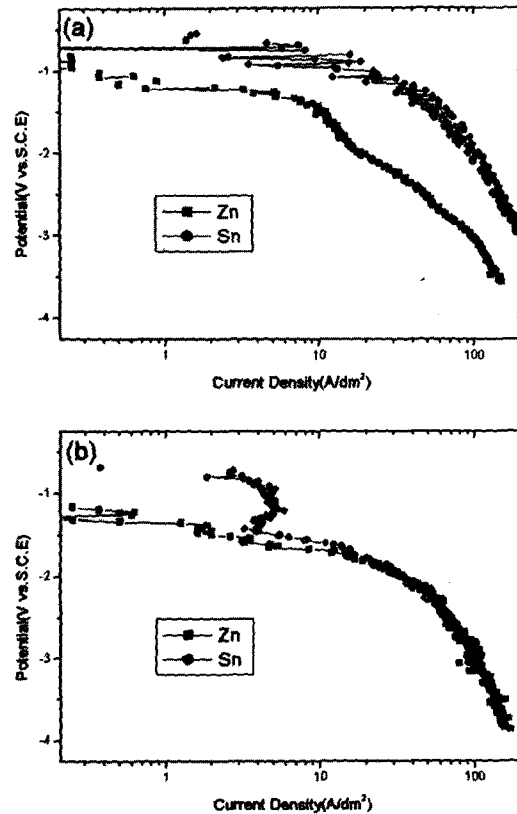 (a)
-1
-2
-3
-4
Potential(V vs.S.C.E)
Zn
Sn
1
10
100
Current Density(A/dm²)
(b)
-1
-2
-3
-4
Potential(V vs.S.C.E)
Zn
Sn
1
10
100
Current Density(A/dm²)